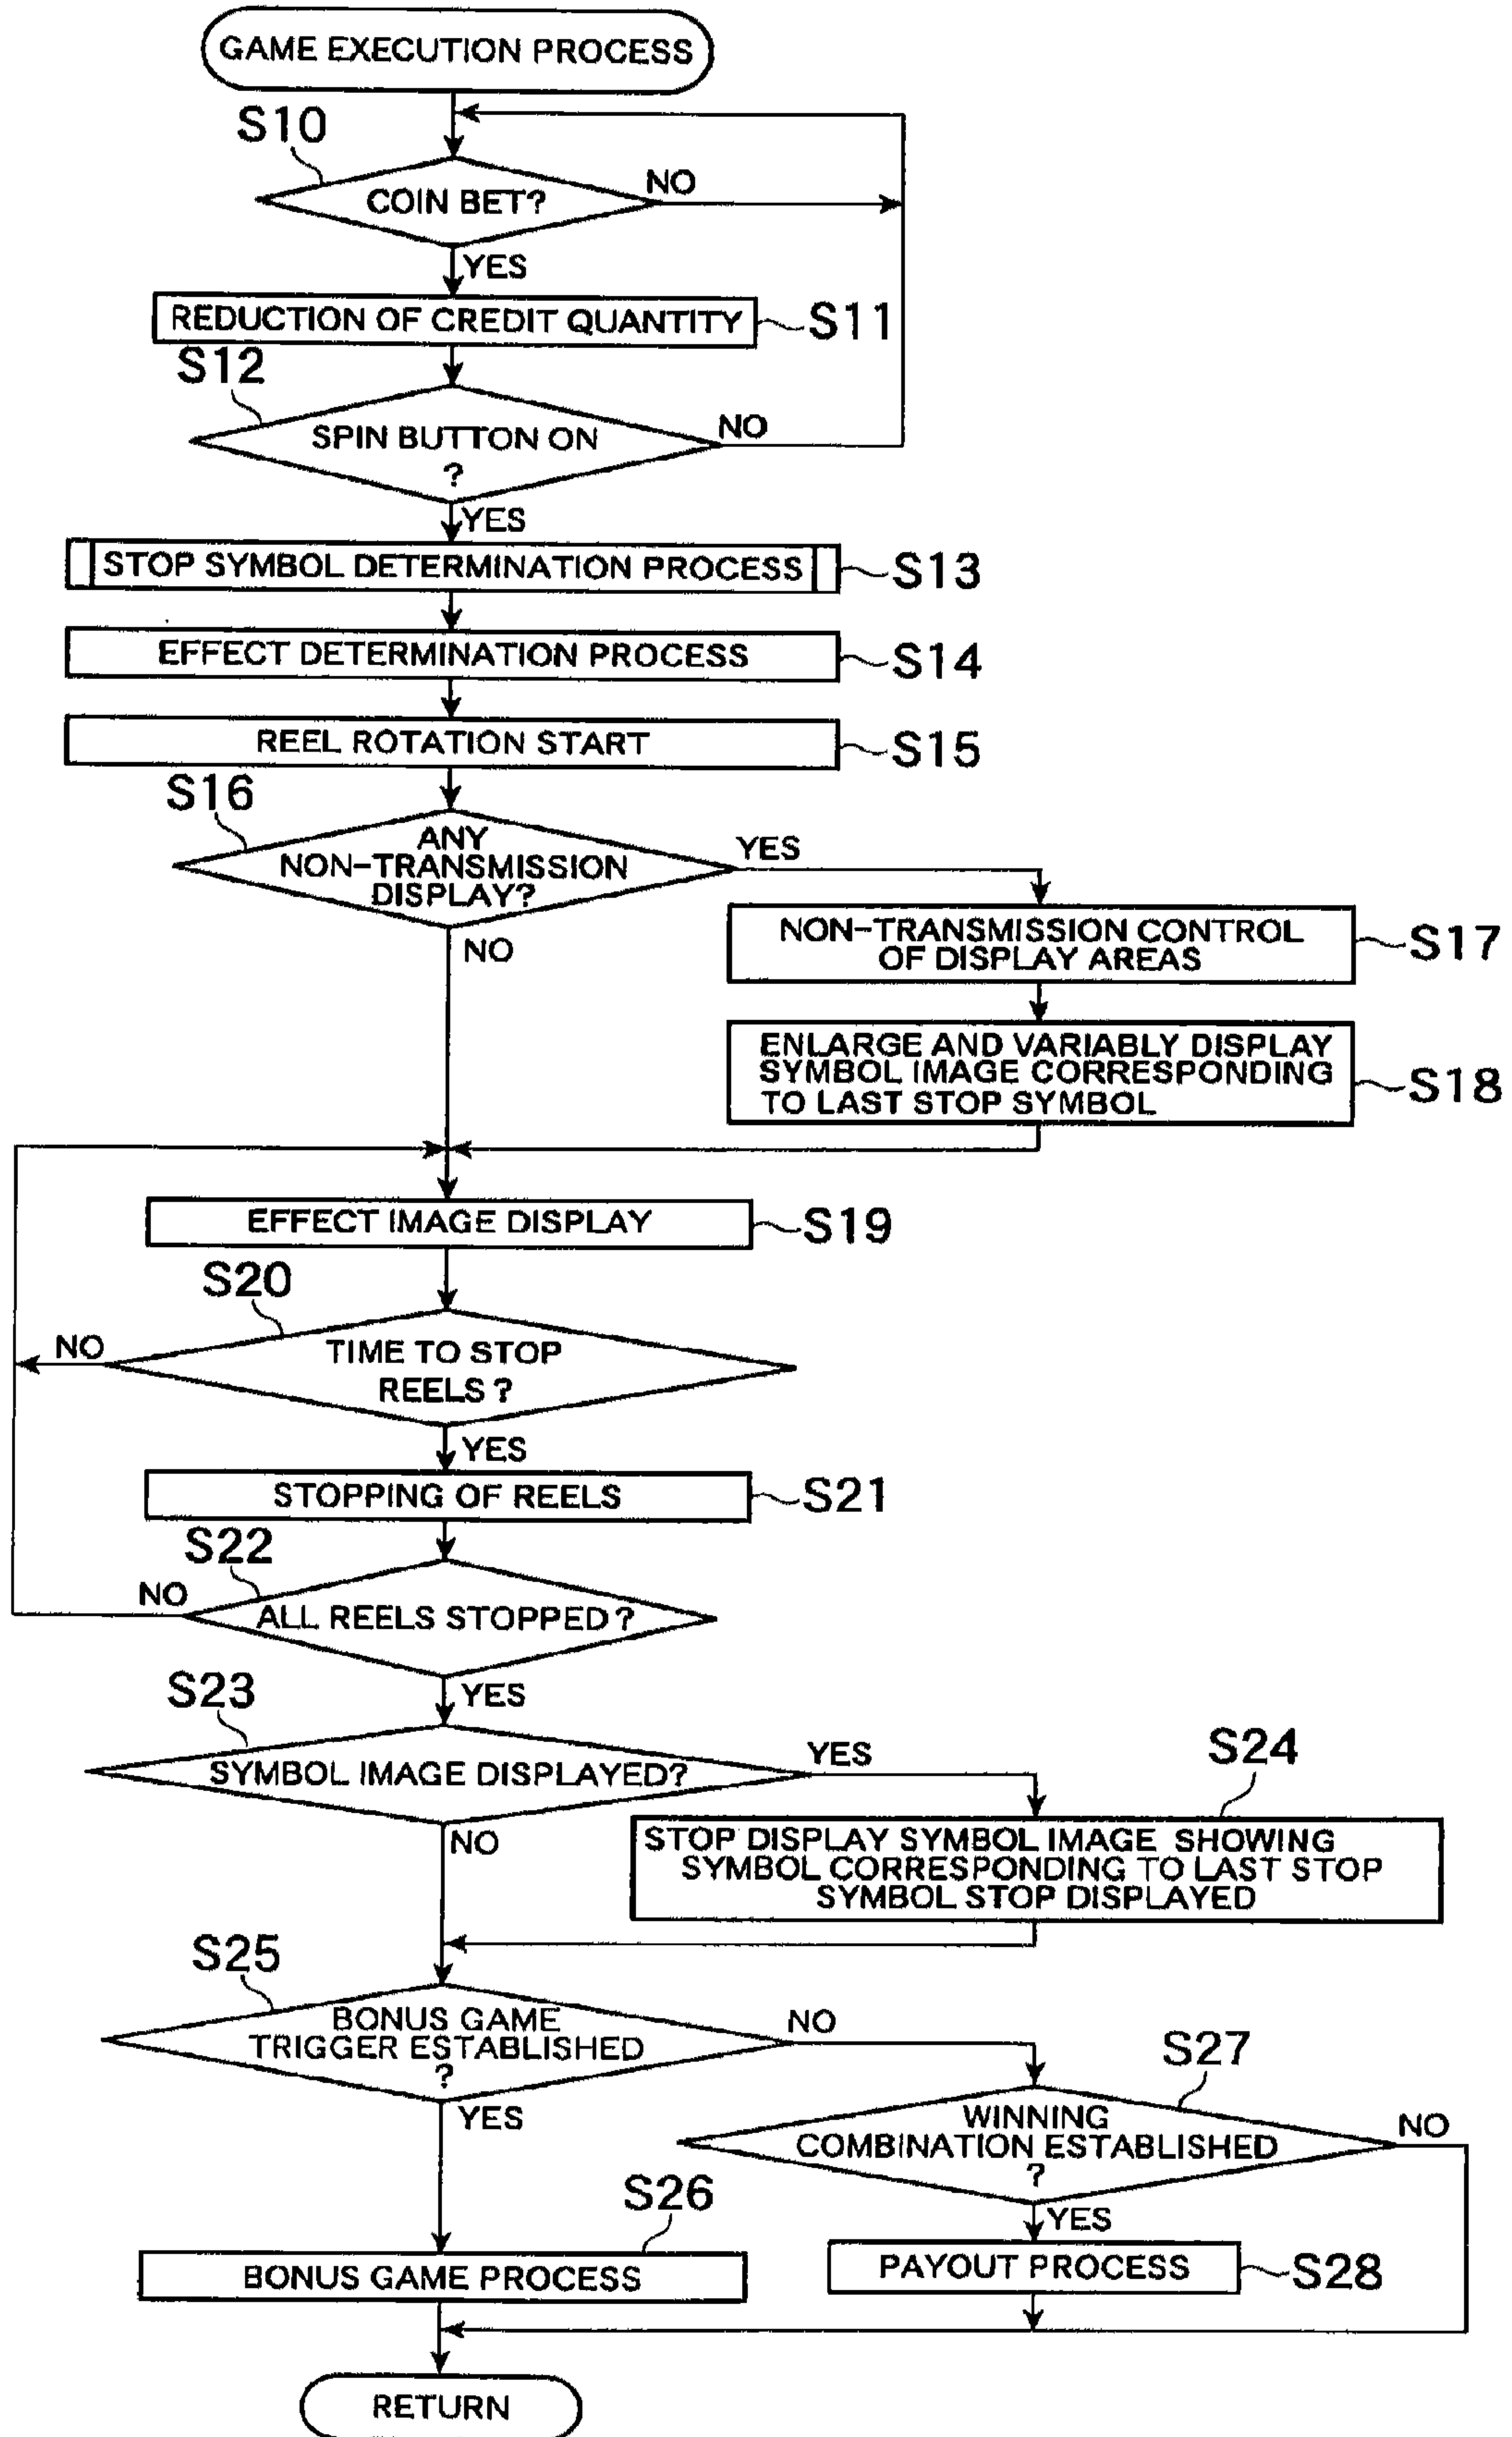 GAME EXECUTION PROCESS
S10
COIN BET?
NO
YES
REDUCTION OF CREDIT QUANTITY
S11
S12
SPIN BUTTON ON
?
NO
YES
STOP SYMBOL DETERMINATION PROCESS
S13
EFFECT DETERMINATION PROCESS
S14
REEL ROTATION START
S15
S16
ANY
NON-TRANSMISSION
DISPLAY?
YES
NO
NON-TRANSMISSION CONTROL
OF DISPLAY AREAS
S17
ENLARGE AND VARIABLY DISPLAY
SYMBOL IMAGE CORRESPONDING
TO LAST STOP SYMBOL
S18
EFFECT IMAGE DISPLAY
S19
S20
NO
TIME TO STOP
REELS ?
YES
STOPPING OF REELS
S21
S22
NO
ALL REELS STOPPED ?
YES
S23
SYMBOL IMAGE DISPLAYED?
YES
NO
S24
STOP DISPLAY SYMBOL IMAGE SHOWING
SYMBOL CORRESPONDING TO LAST STOP
SYMBOL STOP DISPLAYED
S25
BONUS GAME
TRIGGER ESTABLISHED
?
NO
YES
S27
WINNING
COMBINATION ESTABLISHED
?
NO
YES
S26
BONUS GAME PROCESS
PAYOUT PROCESS
S28
RETURN